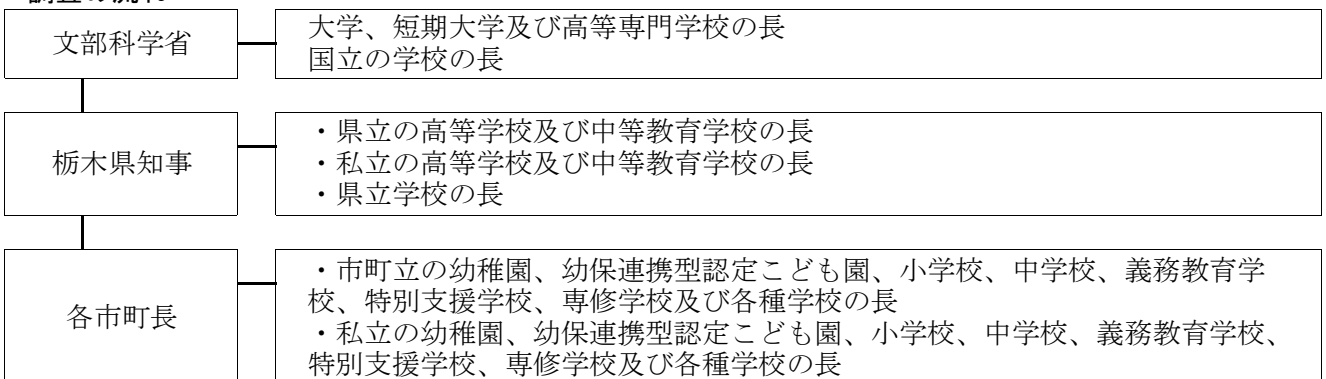 文部科学省
大学、短期大学及び高等専門学校の長
国立の学校の長
栃木県知事
・県立の高等学校及び中等教育学校の長
・私立の高等学校及び中等教育学校の長
・県立学校の長
各市町長
・市町立の幼稚園、幼保連携型認定こども園、小学校、中学校、義務教育学
校、特別支援学校、専修学校及び各種学校の長
・私立の幼稚園、幼保連携型認定こども園、小学校、中学校、義務教育学校、
特別支援学校、専修学校及び各種学校の長